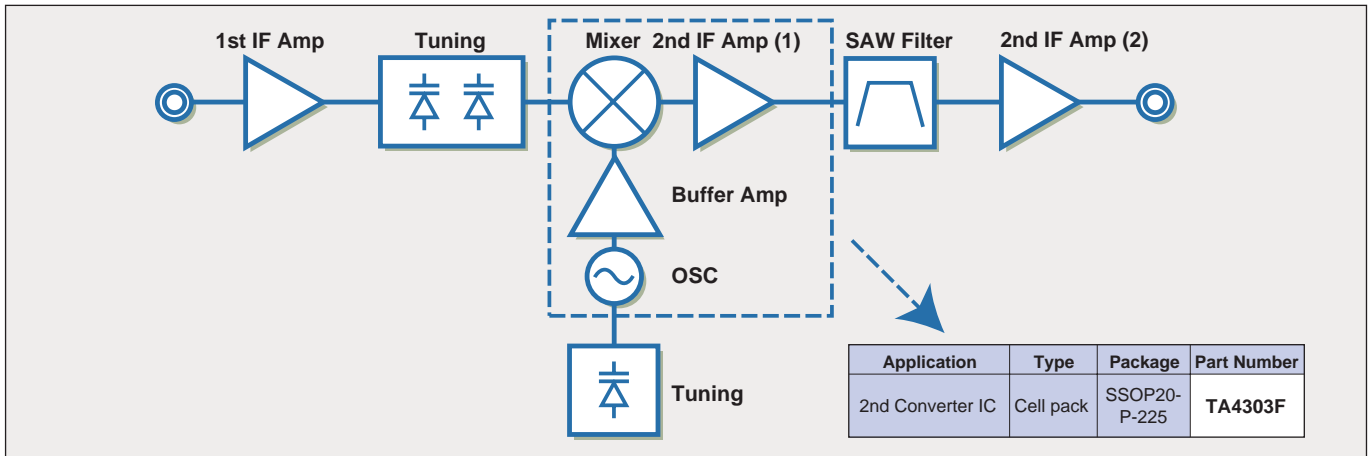 1st IF Amp
Tuning
Mixer
2nd IF Amp (1)
SAW Filter
2nd IF Amp (2)
Buffer Amp
OSC
Tuning
Application Type Package Part Number
2nd Converter IC Cell pack SSOP20-
P-225 TA4303F